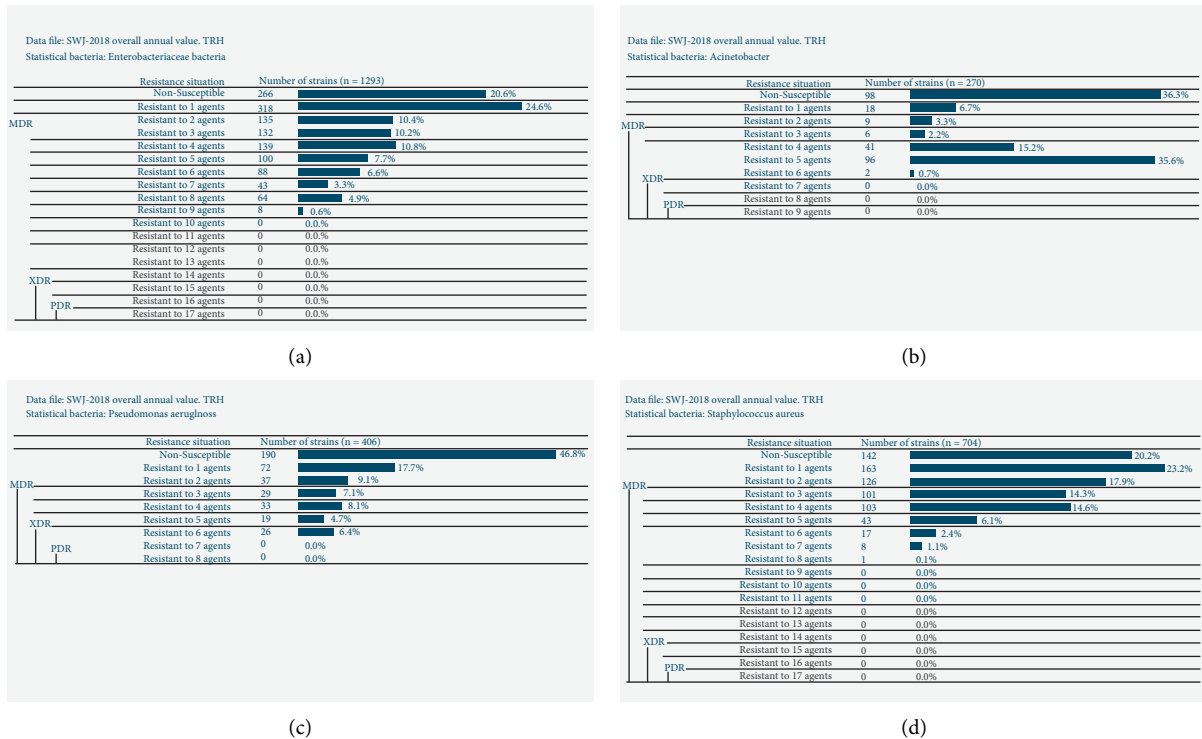 Data file: SWJ-2018 overall annual value. TRH
Statistical bacteria: Enterobacteriaceae bacteria
Resistance situation Number of strains (n = 1293)
Non-Susceptible 266 20.6%
Resistant to 1 agents 318 24.6%
MDR
Resistant to 2 agents 135 10.4%
Resistant to 3 agents 132 10.2%
Resistant to 4 agents 139 10.8%
Resistant to 5 agents 100 7.7%
Resistant to 6 agents 88 6.6%
Resistant to 7 agents 43 3.3%
Resistant to 8 agents 64 4.9%
Resistant to 9 agents 8 0.6%
Resistant to 10 agents 0 0.0.%
Resistant to 11 agents 0 0.0.%
Resistant to 12 agents 0 0.0.%
Resistant to 13 agents 0 0.0.%
Resistant to 14 agents 0 0.0.%
XDR
Resistant to 15 agents 0 0.0.%
Resistant to 16 agents 0 0.0.%
PDR
Resistant to 17 agents 0 0.0.%
(a)
Data file: SWJ-2018 overall annual value. TRH
Statistical bacteria: Acinetobacter
Resistance situation Number of strains (n = 270)
Non-Susceptible 98 36.3%
Resistant to 1 agents 18 6.7%
Resistant to 2 agents 9 3.3%
MDR
Resistant to 3 agents 6 2.2%
Resistant to 4 agents 41 15.2%
Resistant to 5 agents 96 35.6%
Resistant to 6 agents 2 0.7%
XDR
Resistant to 7 agents 0 0.0%
Resistant to 8 agents 0 0.0%
PDR
Resistant to 9 agents 0 0.0%
(b)
Data file: SWJ-2018 overall annual value. TRH
Statistical bacteria: Pseudomonas aeruglnoss
Resistance situation Number of strains (n = 406)
Non-Susceptible 190 46.8%
Resistant to 1 agents 72 17.7%
Resistant to 2 agents 37 9.1%
MDR
Resistant to 3 agents 29 7.1%
Resistant to 4 agents 33 8.1%
Resistant to 5 agents 19 4.7%
XDR
Resistant to 6 agents 26 6.4%
Resistant to 7 agents 0 0.0%
PDR
Resistant to 8 agents 0 0.0%
(c)
Data file: SWJ-2018 overall annual value. TRH
Statistical bacteria: Staphylococcus aureus
Resistance situation Number of strains (n = 704)
Non-Susceptible 142 20.2%
Resistant to 1 agents 163 23.2%
Resistant to 2 agents 126 17.9%
MDR
Resistant to 3 agents 101 14.3%
Resistant to 4 agents 103 14.6%
Resistant to 5 agents 43 6.1%
Resistant to 6 agents 17 2.4%
Resistant to 7 agents 8 1.1%
Resistant to 8 agents 1 0.1%
Resistant to 9 agents 0 0.0%
Resistant to 10 agents 0 0.0%
Resistant to 11 agents 0 0.0%
Resistant to 12 agents 0 0.0%
Resistant to 13 agents 0 0.0%
Resistant to 14 agents 0 0.0%
XDR
Resistant to 15 agents 0 0.0%
Resistant to 16 agents 0 0.0%
PDR
Resistant to 17 agents 0 0.0%
(d)